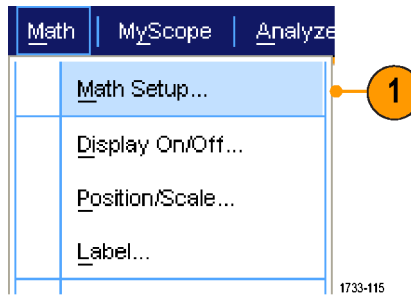 Math | MyScope | Analyze
Math Setup...
1
Display On/Off...
Position/Scale...
Label...
1733-115